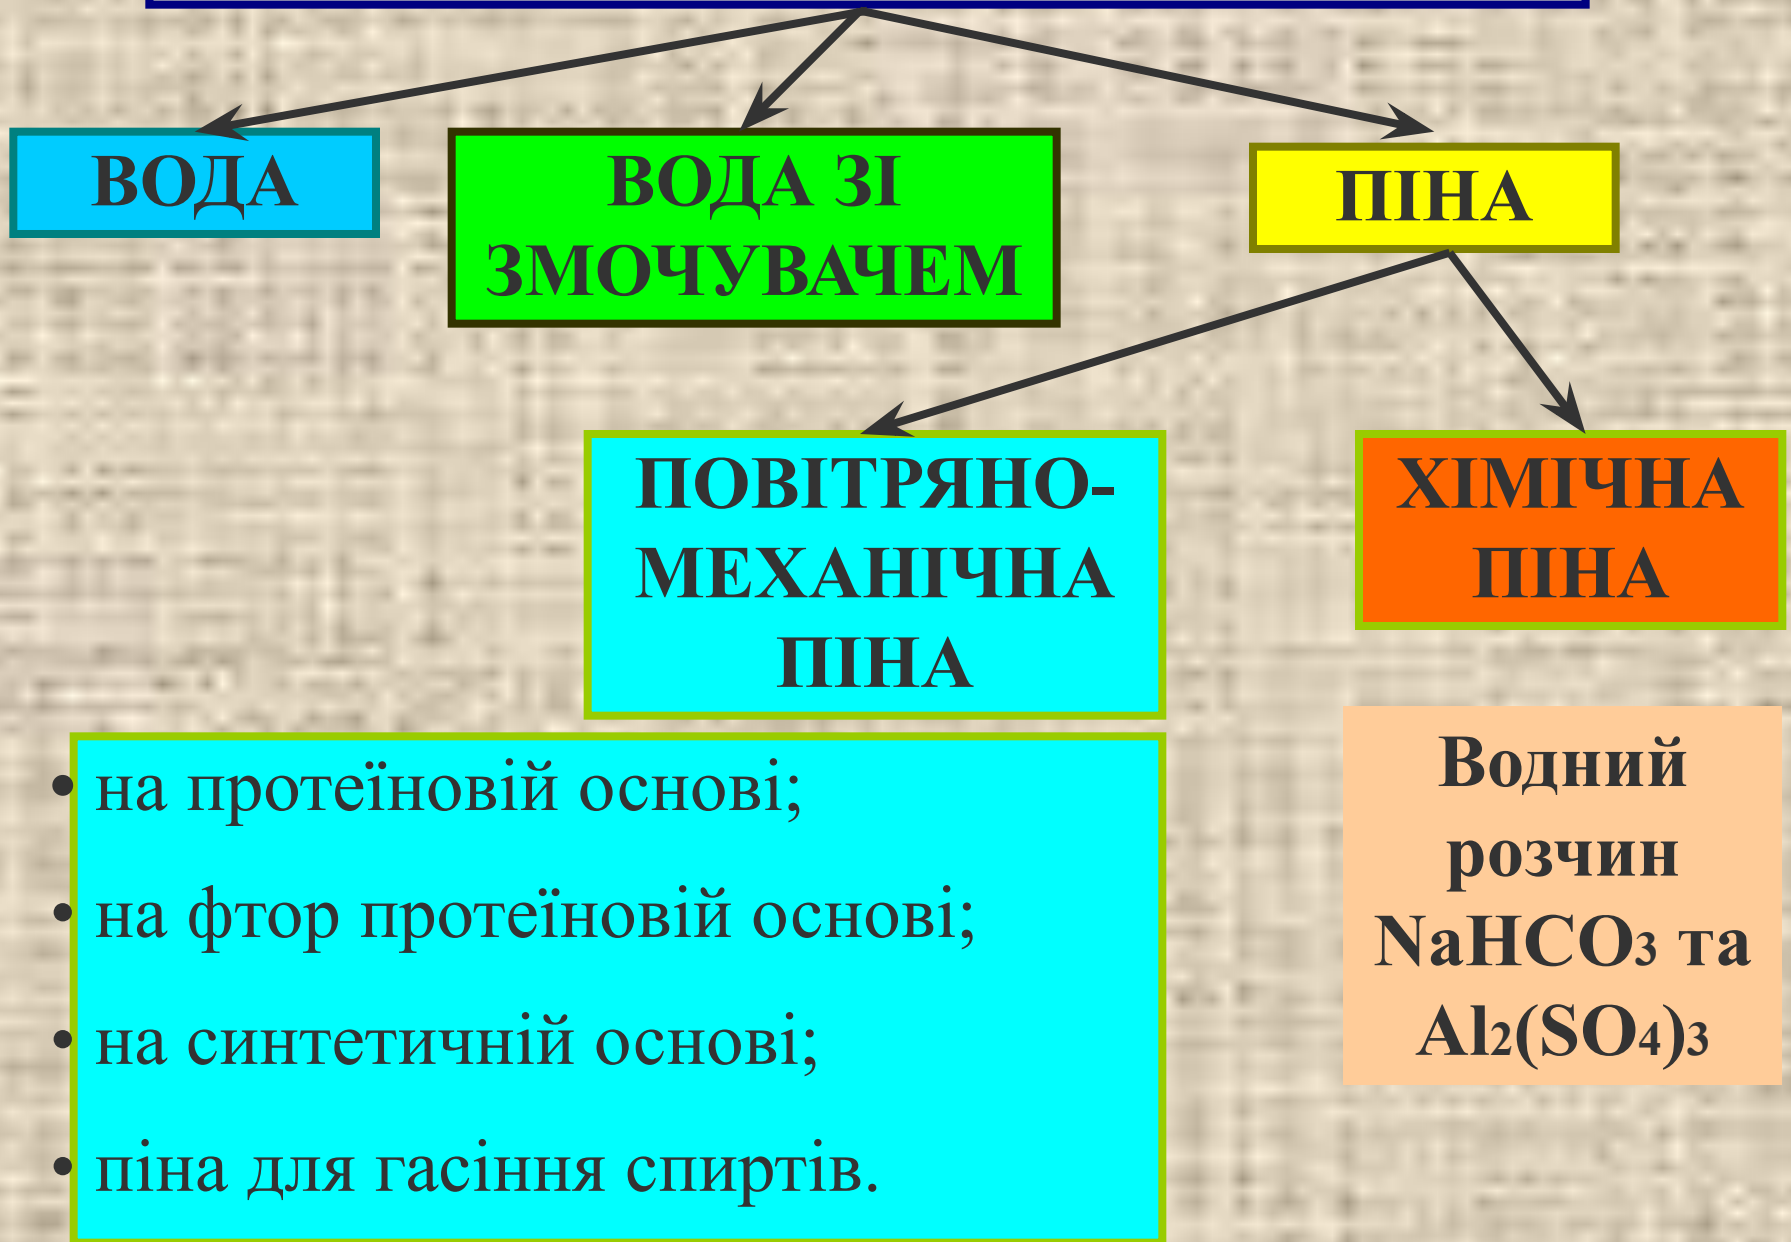 ВОДА
ВОДА ЗІ
ЗМОЧУВАЧЕМ
ПІНА
ПОВІТРЯНО-
МЕХАНІЧНА
ПІНА
ХІМІЧНА
ПІНА
• на протеїновій основі;
• на фтор протеїновій основі;
• на синтетичній основі;
• піна для гасіння спиртів.
Водний
розчин
NaHCO₃ та
Al₂(SO₄)₃